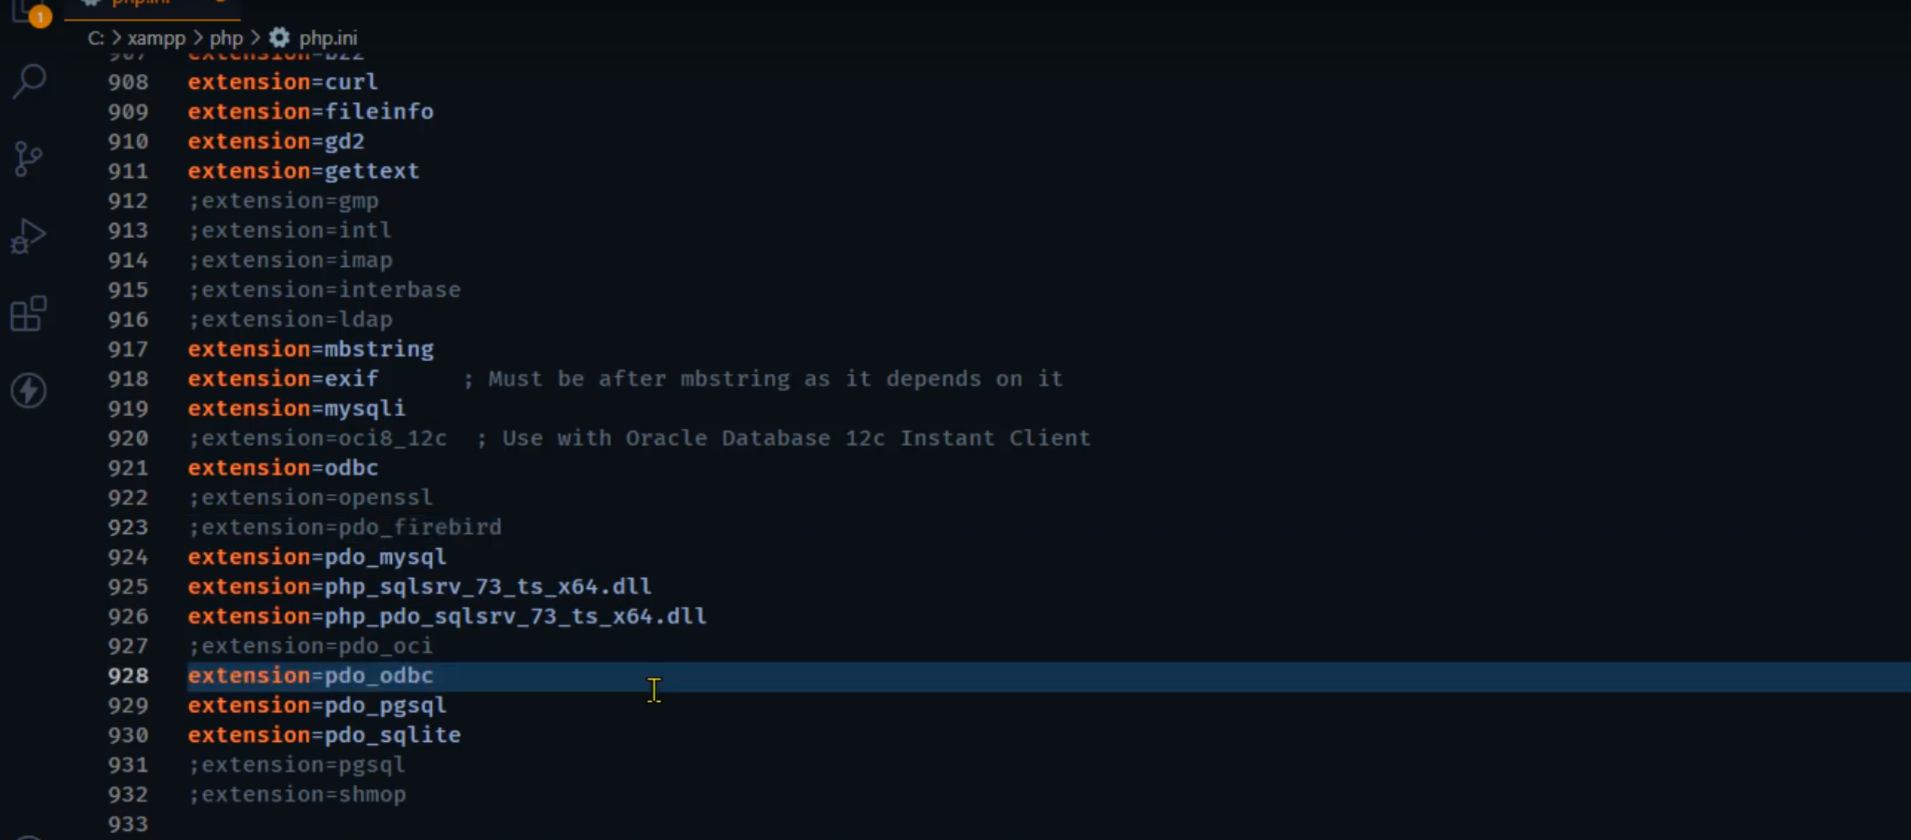 1
php.ini
C: > xampp > php > php.ini
907 extension=bz2
908 extension=curl
909 extension=fileinfo
910 extension=gd2
911 extension=gettext
912 ;extension=gmp
913 ;extension=intl
914 ;extension=imap
915 ;extension=interbase
916 ;extension=ldap
917 extension=mbstring
918 extension=exif      ; Must be after mbstring as it depends on it
919 extension=mysqli
920 ;extension=oci8_12c  ; Use with Oracle Database 12c Instant Client
921 extension=odbc
922 ;extension=openssl
923 ;extension=pdo_firebird
924 extension=pdo_mysql
925 extension=php_sqlsrv_73_ts_x64.dll
926 extension=php_pdo_sqlsrv_73_ts_x64.dll
927 ;extension=pdo_oci
928 extension=pdo_odbc
929 extension=pdo_pgsql
930 extension=pdo_sqlite
931 ;extension=pgsql
932 ;extension=shmop
933